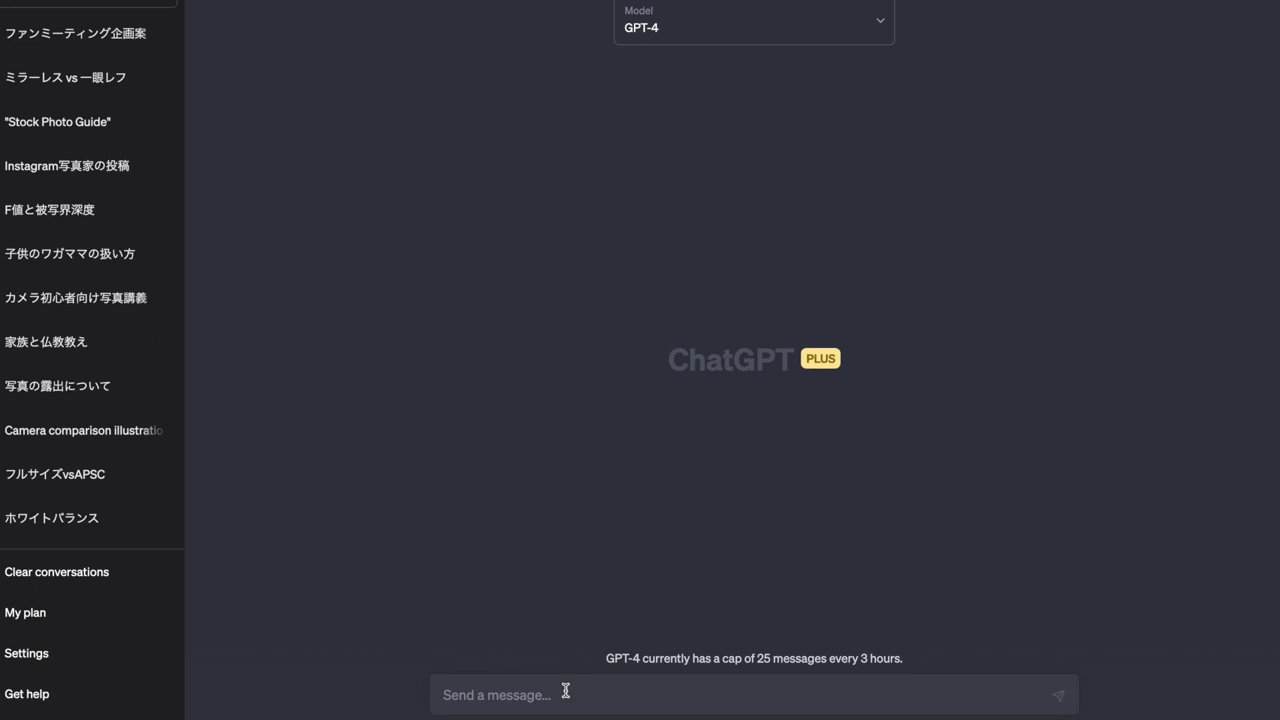 ファンミーティング企画案
ミラーレス vs 一眼レフ
"Stock Photo Guide"
Instagram写真家の投稿
F値と被写界深度
子供のワガママの扱い方
カメラ初心者向け写真講義
家族と仏教教え
写真の露出について
Camera comparison illustratio
フルサイズvsAPSC
ホワイトバランス
Clear conversations
My plan
Settings
Get help
Model
GPT-4
ChatGPT PLUS
GPT-4 currently has a cap of 25 messages every 3 hours.
Send a message...